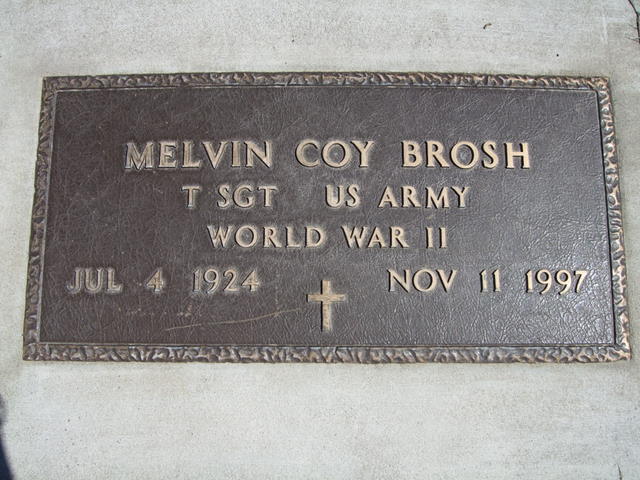 MELVIN COY BROSH
T SGT US ARMY
WORLD WAR II
JUL 4 1924 NOV 11 1997